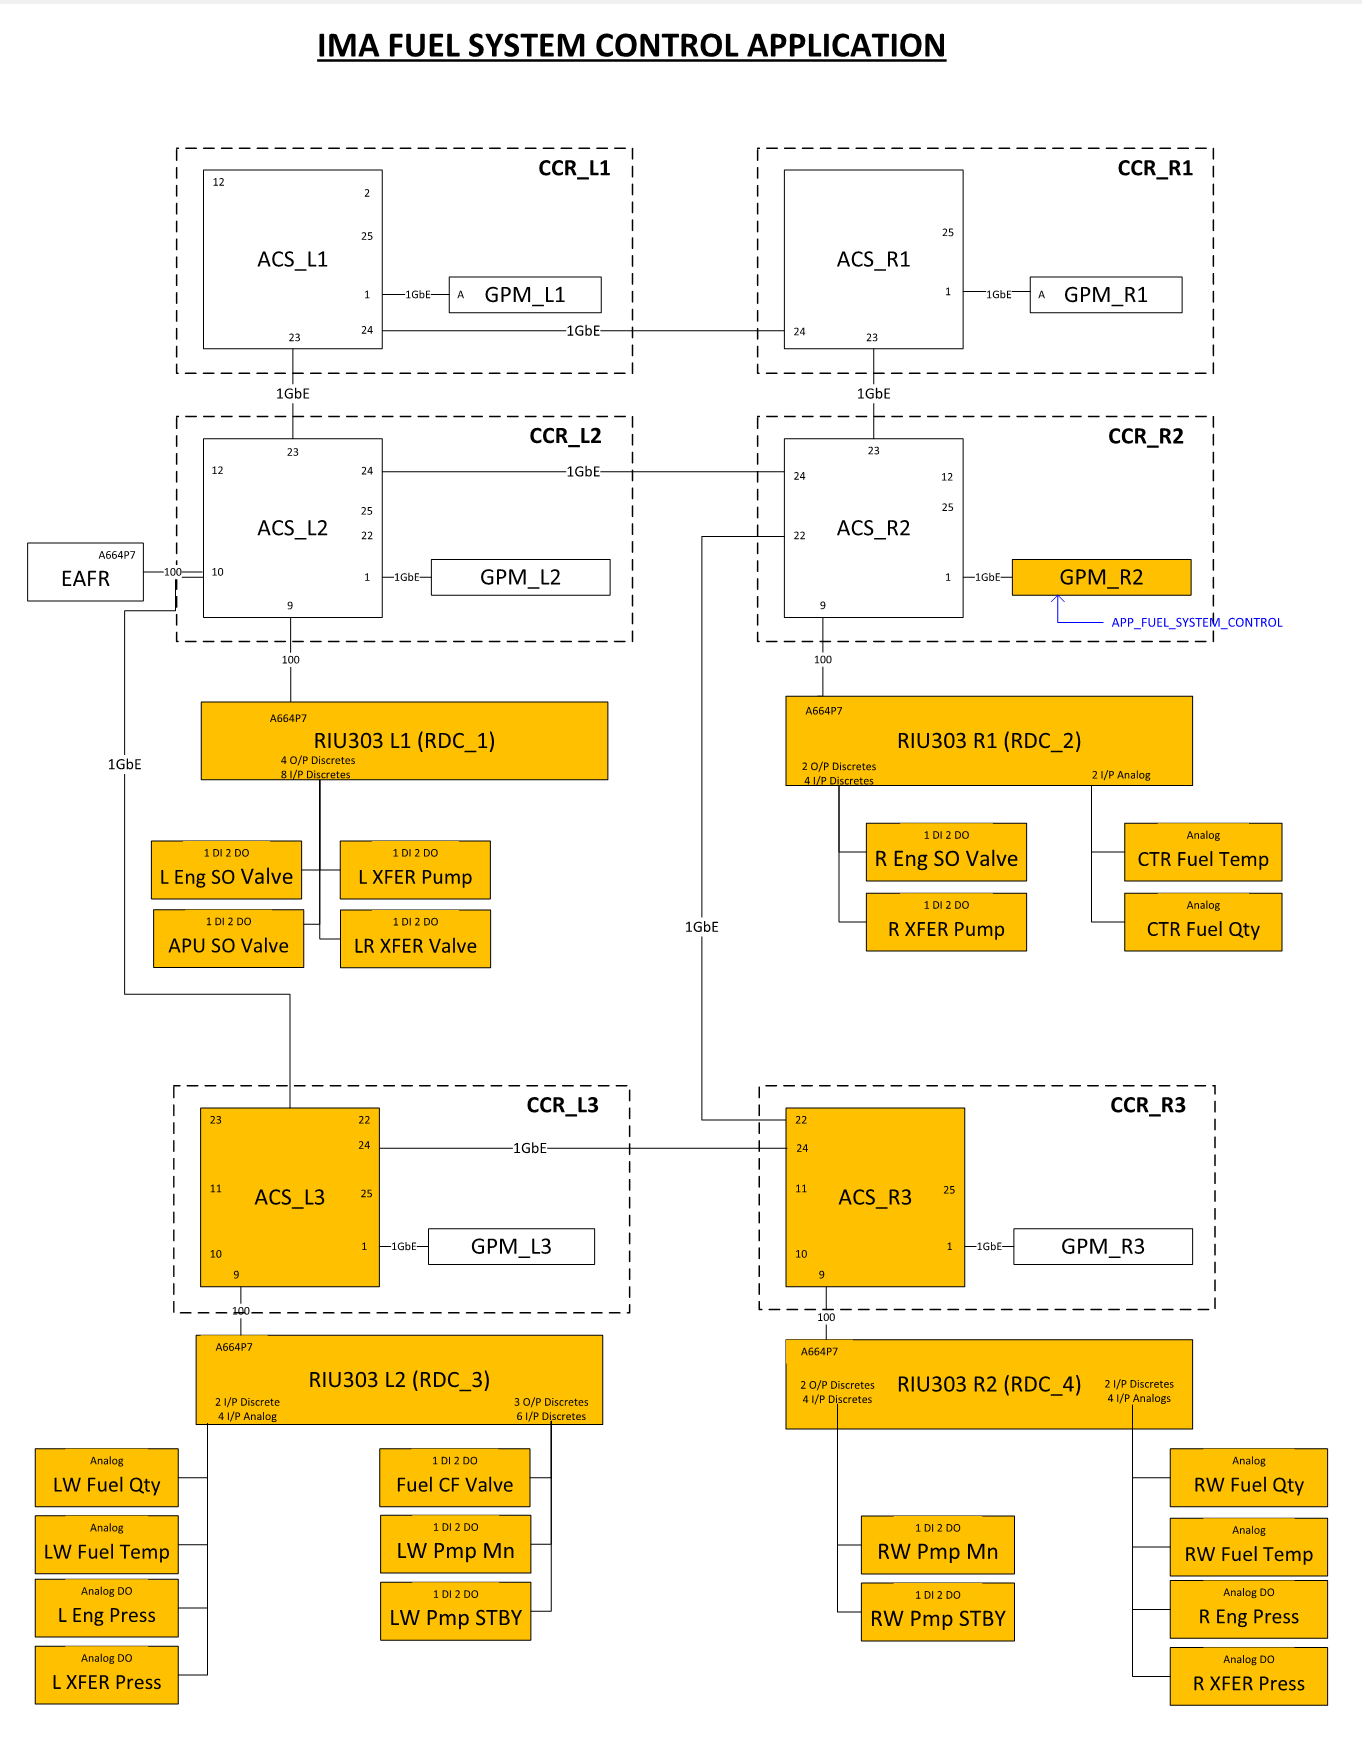 IMA FUEL SYSTEM CONTROL APPLICATION
CCR_L1
12
2
25
ACS_L1
1
1GbE
A
GPM_L1
24
23
1GbE
CCR_R1
25
ACS_R1
1
1GbE
A
GPM_R1
24
23
1GbE
1GbE
CCR_L2
23
12
24
25
ACS_L2
22
10
1
1GbE
GPM_L2
9
1GbE
A664P7
EAFR
100
CCR_R2
23
24
12
25
ACS_R2
22
1
1GbE
GPM_R2
9
APP_FUEL_SYSTEM_CONTROL
100
A664P7
RIU303 L1 (RDC_1)
4 O/P Discretes
8 I/P Discretes
100
A664P7
RIU303 R1 (RDC_2)
2 O/P Discretes
4 I/P Discretes
2 I/P Analog
1GbE
1 DI 2 DO
L Eng SO Valve
1 DI 2 DO
L XFER Pump
1 DI 2 DO
APU SO Valve
1 DI 2 DO
LR XFER Valve
1GbE
1 DI 2 DO
R Eng SO Valve
1 DI 2 DO
R XFER Pump
Analog
CTR Fuel Temp
Analog
CTR Fuel Qty
CCR_L3
23
22
24
11
25
ACS_L3
10
1
1GbE
GPM_L3
9
100
1GbE
CCR_R3
22
24
11
25
ACS_R3
10
1
1GbE
GPM_R3
9
100
A664P7
RIU303 L2 (RDC_3)
2 I/P Discrete
4 I/P Analog
3 O/P Discretes
6 I/P Discretes
A664P7
RIU303 R2 (RDC_4)
2 O/P Discretes
4 I/P Discretes
2 I/P Discretes
4 I/P Analogs
Analog
LW Fuel Qty
Analog
LW Fuel Temp
Analog DO
L Eng Press
Analog DO
L XFER Press
1 DI 2 DO
Fuel CF Valve
1 DI 2 DO
LW Pmp Mn
1 DI 2 DO
LW Pmp STBY
1 DI 2 DO
RW Pmp Mn
1 DI 2 DO
RW Pmp STBY
Analog
RW Fuel Qty
Analog
RW Fuel Temp
Analog DO
R Eng Press
Analog DO
R XFER Press